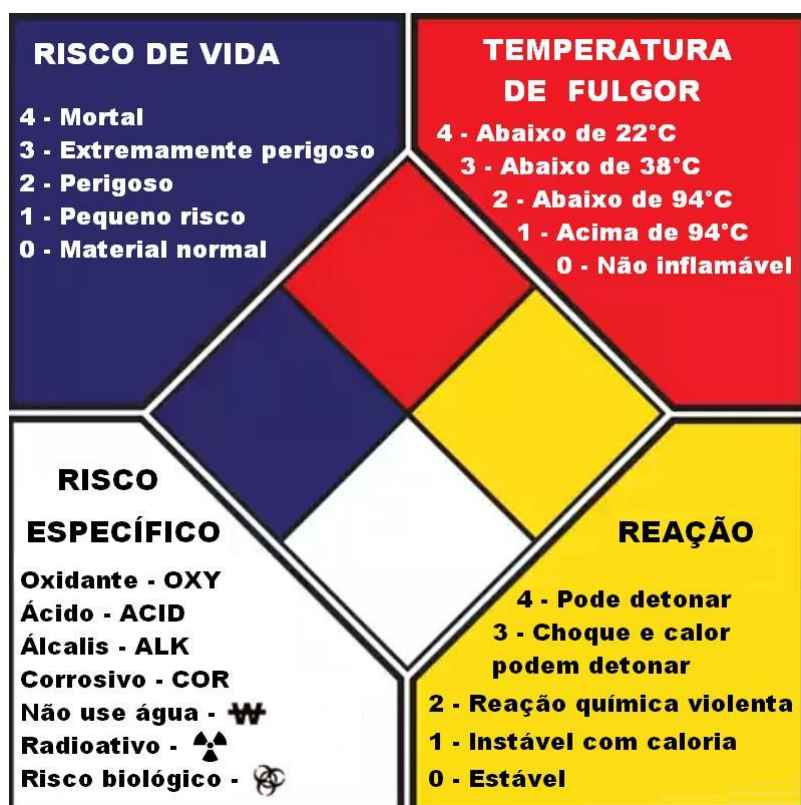 RISCO DE VIDA
4 - Mortal
3 - Extremamente perigoso
2 - Perigoso
1 - Pequeno risco
0 - Material normal
TEMPERATURA
DE FULGOR
4 - Abaixo de 22°C
3 - Abaixo de 38°C
2 - Abaixo de 94°C
1 - Acima de 94°C
0 - Não inflamável
RISCO
ESPECÍFICO
Oxidante - OXY
Ácido - ACID
Álcalis - ALK
Corrosivo - COR
Não use água - W
Radioativo -
Risco biológico -
REAÇÃO
4 - Pode detonar
3 - Choque e calor
podem detonar
2 - Reação química violenta
1 - Instável com caloria
0 - Estável